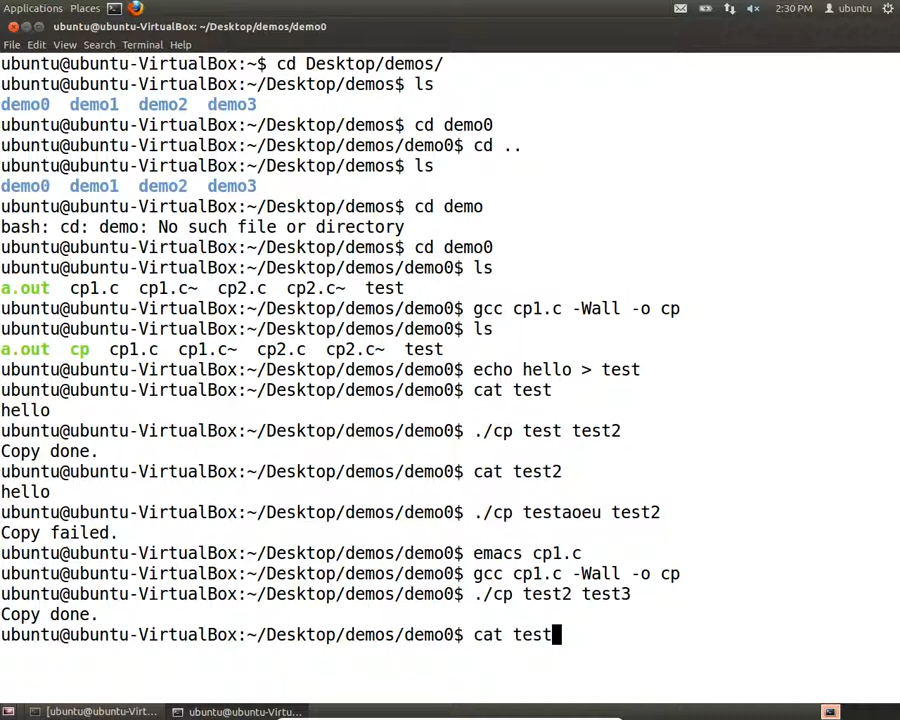 Applications Places 2:30 PM ubuntu
ubuntu@ubuntu-VirtualBox: ~/Desktop/demos/demo0
File Edit View Search Terminal Help
ubuntu@ubuntu-VirtualBox:~$ cd Desktop/demos/
ubuntu@ubuntu-VirtualBox:~/Desktop/demos$ ls
demo0  demo1  demo2  demo3
ubuntu@ubuntu-VirtualBox:~/Desktop/demos$ cd demo0
ubuntu@ubuntu-VirtualBox:~/Desktop/demos/demo0$ cd ..
ubuntu@ubuntu-VirtualBox:~/Desktop/demos$ ls
demo0  demo1  demo2  demo3
ubuntu@ubuntu-VirtualBox:~/Desktop/demos$ cd demo
bash: cd: demo: No such file or directory
ubuntu@ubuntu-VirtualBox:~/Desktop/demos$ cd demo0
ubuntu@ubuntu-VirtualBox:~/Desktop/demos/demo0$ ls
a.out  cp1.c  cp1.c~  cp2.c  cp2.c~  test
ubuntu@ubuntu-VirtualBox:~/Desktop/demos/demo0$ gcc cp1.c -Wall -o cp
ubuntu@ubuntu-VirtualBox:~/Desktop/demos/demo0$ ls
a.out  cp  cp1.c  cp1.c~  cp2.c  cp2.c~  test
ubuntu@ubuntu-VirtualBox:~/Desktop/demos/demo0$ echo hello > test
ubuntu@ubuntu-VirtualBox:~/Desktop/demos/demo0$ cat test
hello
ubuntu@ubuntu-VirtualBox:~/Desktop/demos/demo0$ ./cp test test2
Copy done.
ubuntu@ubuntu-VirtualBox:~/Desktop/demos/demo0$ cat test2
hello
ubuntu@ubuntu-VirtualBox:~/Desktop/demos/demo0$ ./cp testaoeu test2
Copy failed.
ubuntu@ubuntu-VirtualBox:~/Desktop/demos/demo0$ emacs cp1.c
ubuntu@ubuntu-VirtualBox:~/Desktop/demos/demo0$ gcc cp1.c -Wall -o cp
ubuntu@ubuntu-VirtualBox:~/Desktop/demos/demo0$ ./cp test2 test3
Copy done.
ubuntu@ubuntu-VirtualBox:~/Desktop/demos/demo0$ cat test
[ubuntu@ubuntu-Virt... ubuntu@ubuntu-Virtu...